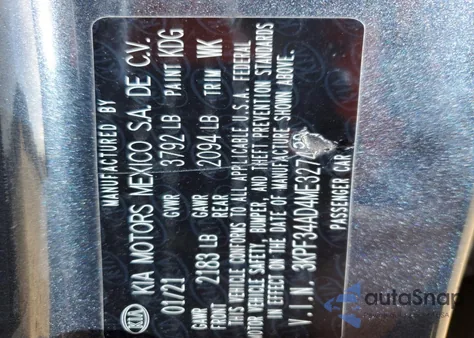 MANUFACTURED BY
KIA KIA MOTORS MEXICO S.A. DE C.V.
01/21 GVWR 3792 LB PAINT KDG
GAWR FRONT 2183 LB GAWR REAR 2094 LB TRIM WK
THIS VEHICLE CONFORMS TO ALL APPLICABLE U.S.A. FEDERAL
MOTOR VEHICLE SAFETY, BUMPER, AND THEFT PREVENTION STANDARDS
IN EFFECT ON THE DATE OF MANUFACTURE SHOWN ABOVE.
V.I.N. 3KPF34AD4ME3274
PASSENGER CAR
autoSnap